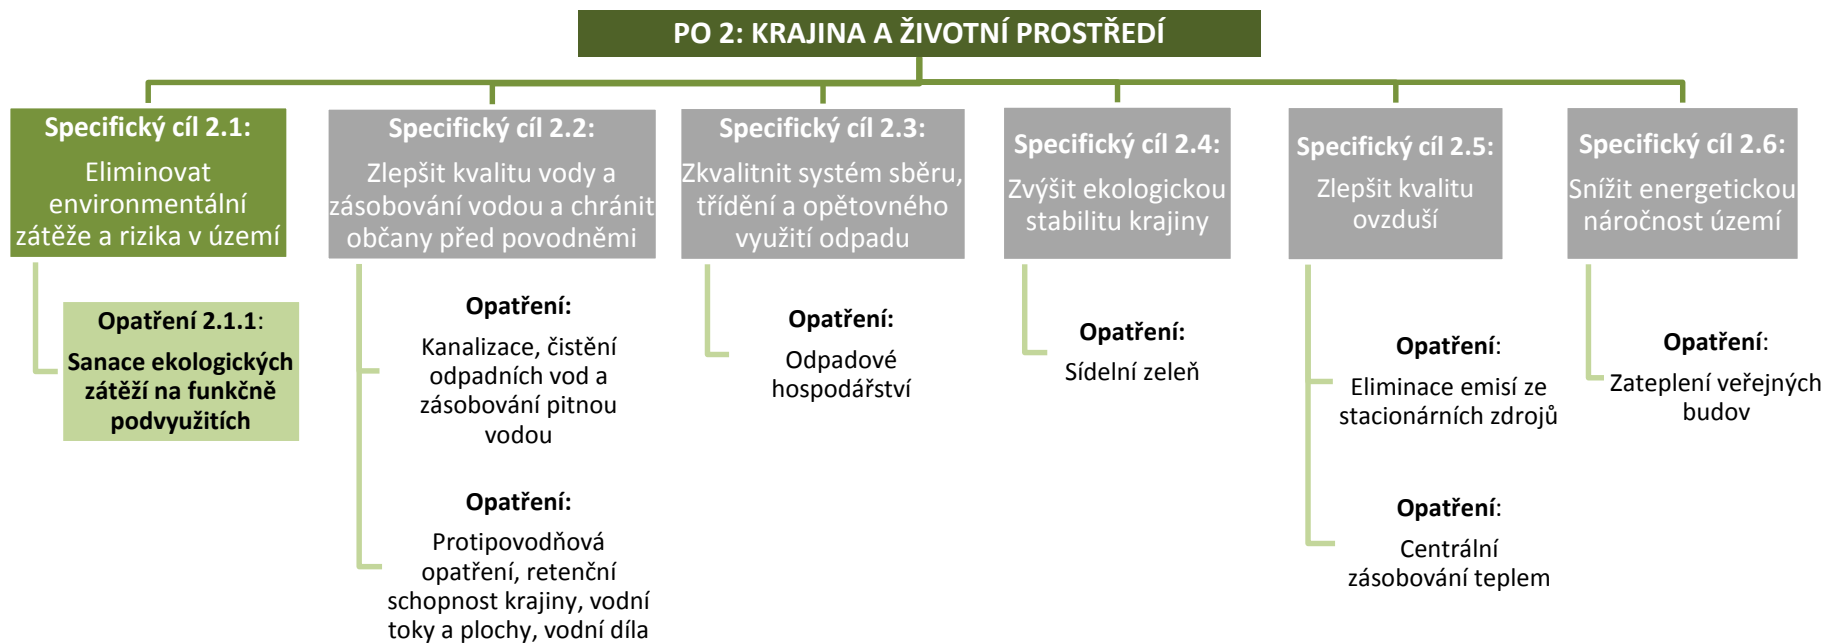 PO 2: KRAJINA A ŽIVOTNÍ PROSTŘEDÍ
Specifický cíl 2.1:
Eliminovat
environmentální
zátěže a rizika v území
Opatření 2.1.1:
Sanace ekologických
zátěží na funkčně
podvyužitích
Specifický cíl 2.2:
Zlepšit kvalitu vody a
zásobování vodou a chránit
občany před povodněmi
Opatření:
Kanalizace, čistění
odpadních vod a
zásobování pitnou
vodou
Opatření:
Protipovodňová
opatření, retenční
schopnost krajiny, vodní
toky a plochy, vodní díla
Specifický cíl 2.3:
Zkvalitnit systém sběru,
třídění a opětovného
využití odpadu
Opatření:
Odpadové
hospodářství
Specifický cíl 2.4:
Zvýšit ekologickou
stabilitu krajiny
Opatření:
Sídelní zeleň
Specifický cíl 2.5:
Zlepšit kvalitu
ovzduší
Opatření:
Eliminace emisí ze
stacionárních zdrojů
Opatření:
Centrální
zásobování teplem
Specifický cíl 2.6:
Snížit energetickou
náročnost území
Opatření:
Zateplení veřejných
budov